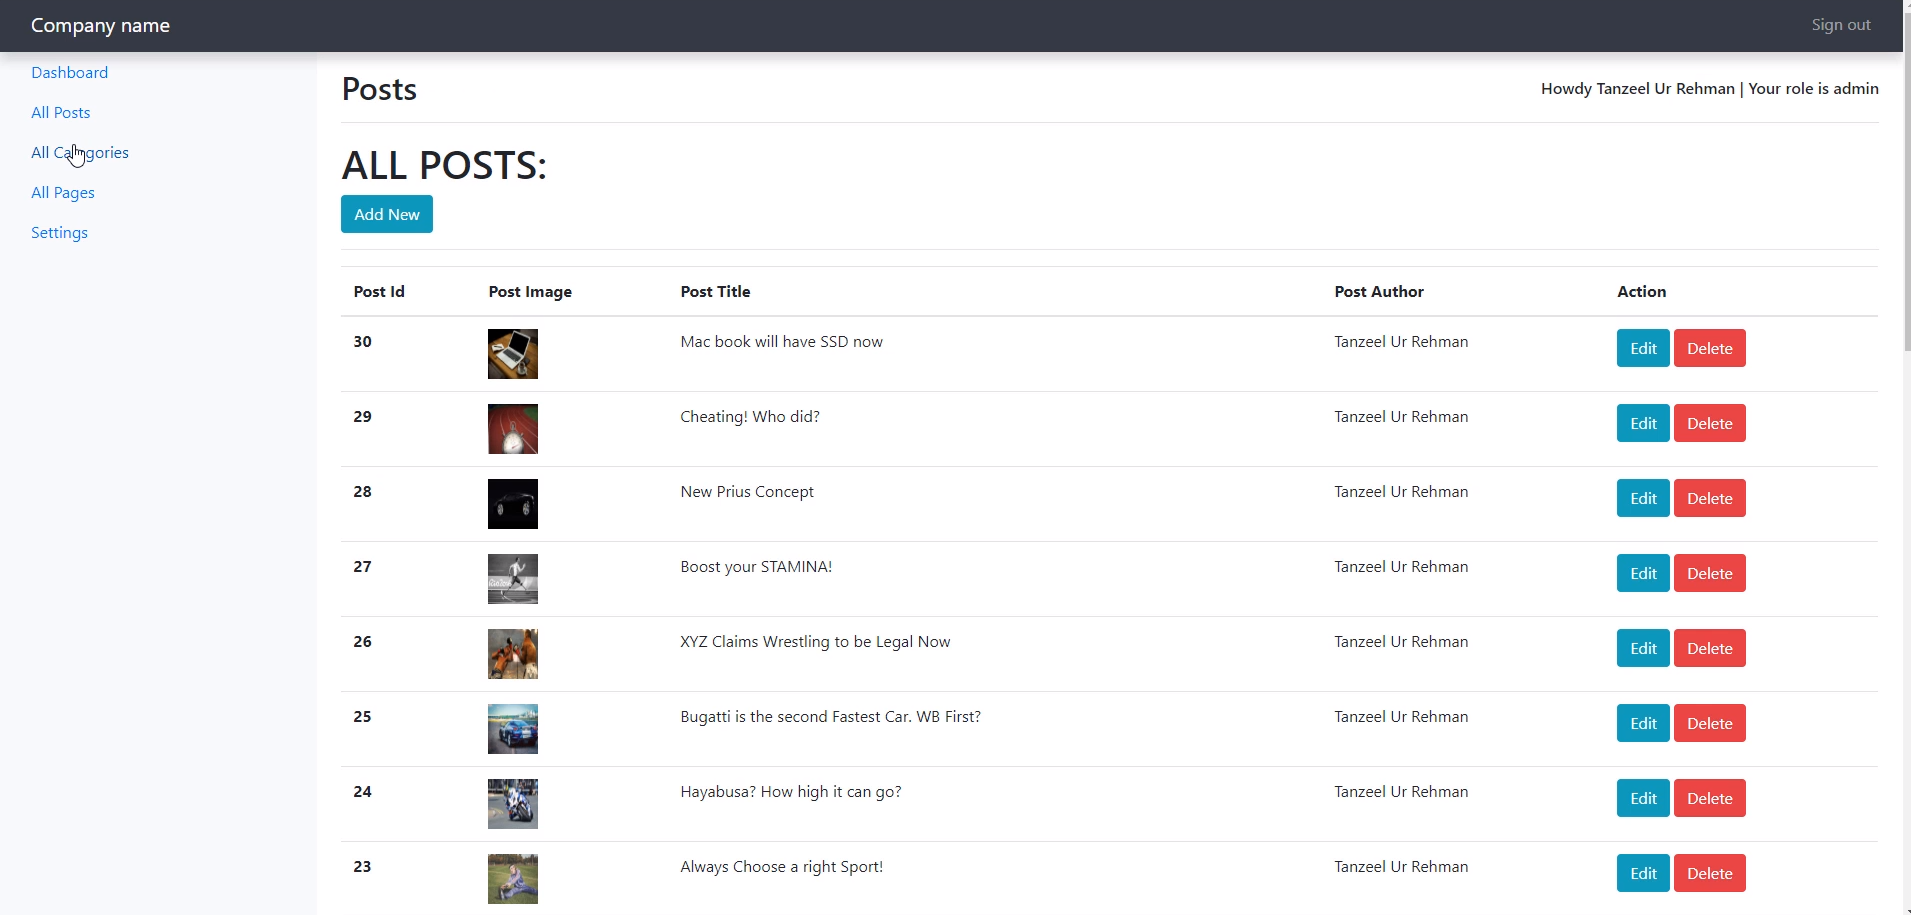 Company name
Sign out
Dashboard
All Posts
All Categories
All Pages
Settings
Posts
Howdy Tanzeel Ur Rehman | Your role is admin
ALL POSTS:
Add New
Post Id Post Image Post Title Post Author Action
30 Mac book will have SSD now Tanzeel Ur Rehman Edit Delete
29 Cheating! Who did? Tanzeel Ur Rehman Edit Delete
28 New Prius Concept Tanzeel Ur Rehman Edit Delete
27 Boost your STAMINA! Tanzeel Ur Rehman Edit Delete
26 XYZ Claims Wrestling to be Legal Now Tanzeel Ur Rehman Edit Delete
25 Bugatti is the second Fastest Car. WB First? Tanzeel Ur Rehman Edit Delete
24 Hayabusa? How high it can go? Tanzeel Ur Rehman Edit Delete
23 Always Choose a right Sport! Tanzeel Ur Rehman Edit Delete